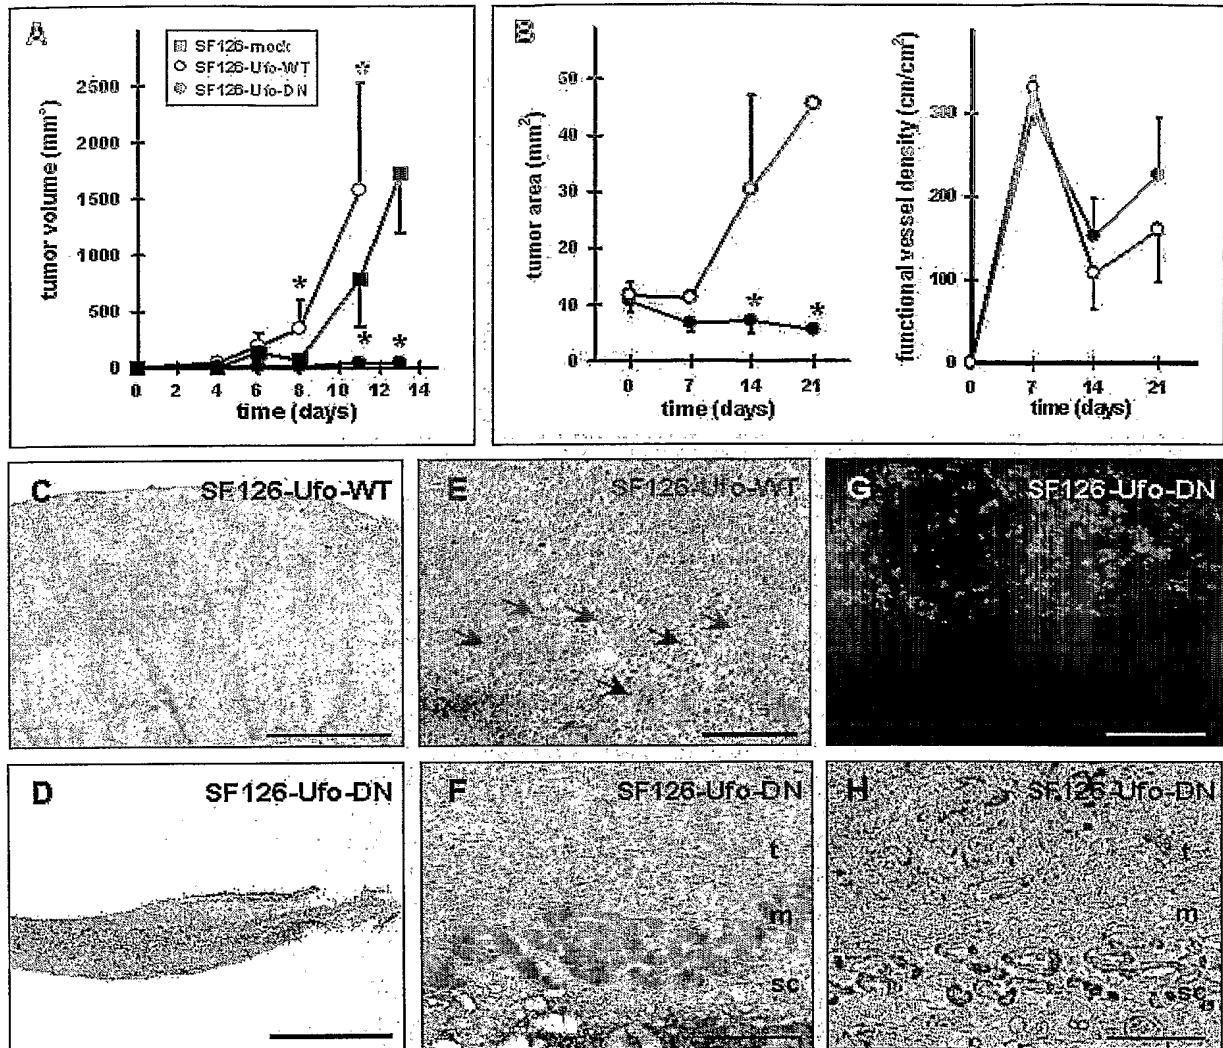 A
SF126-mock
SF126-Ufo-WT
SF126-Ufo-DN
tumor volume (mm³)
2500
2000
1500
1000
500
0
0 2 4 6 8 10 12 14
time (days)
* * * *
B
tumor area (mm²)
50
40
30
20
10
0
0 7 14 21
time (days)
* *
functional vessel density (cm/cm²)
300
200
100
0
0 7 14 21
time (days)
C SF126-Ufo-WT
E SF126-Ufo-WT
G SF126-Ufo-DN
D SF126-Ufo-DN
F SF126-Ufo-DN
t
m
sc
H SF126-Ufo-DN
t
m
sc